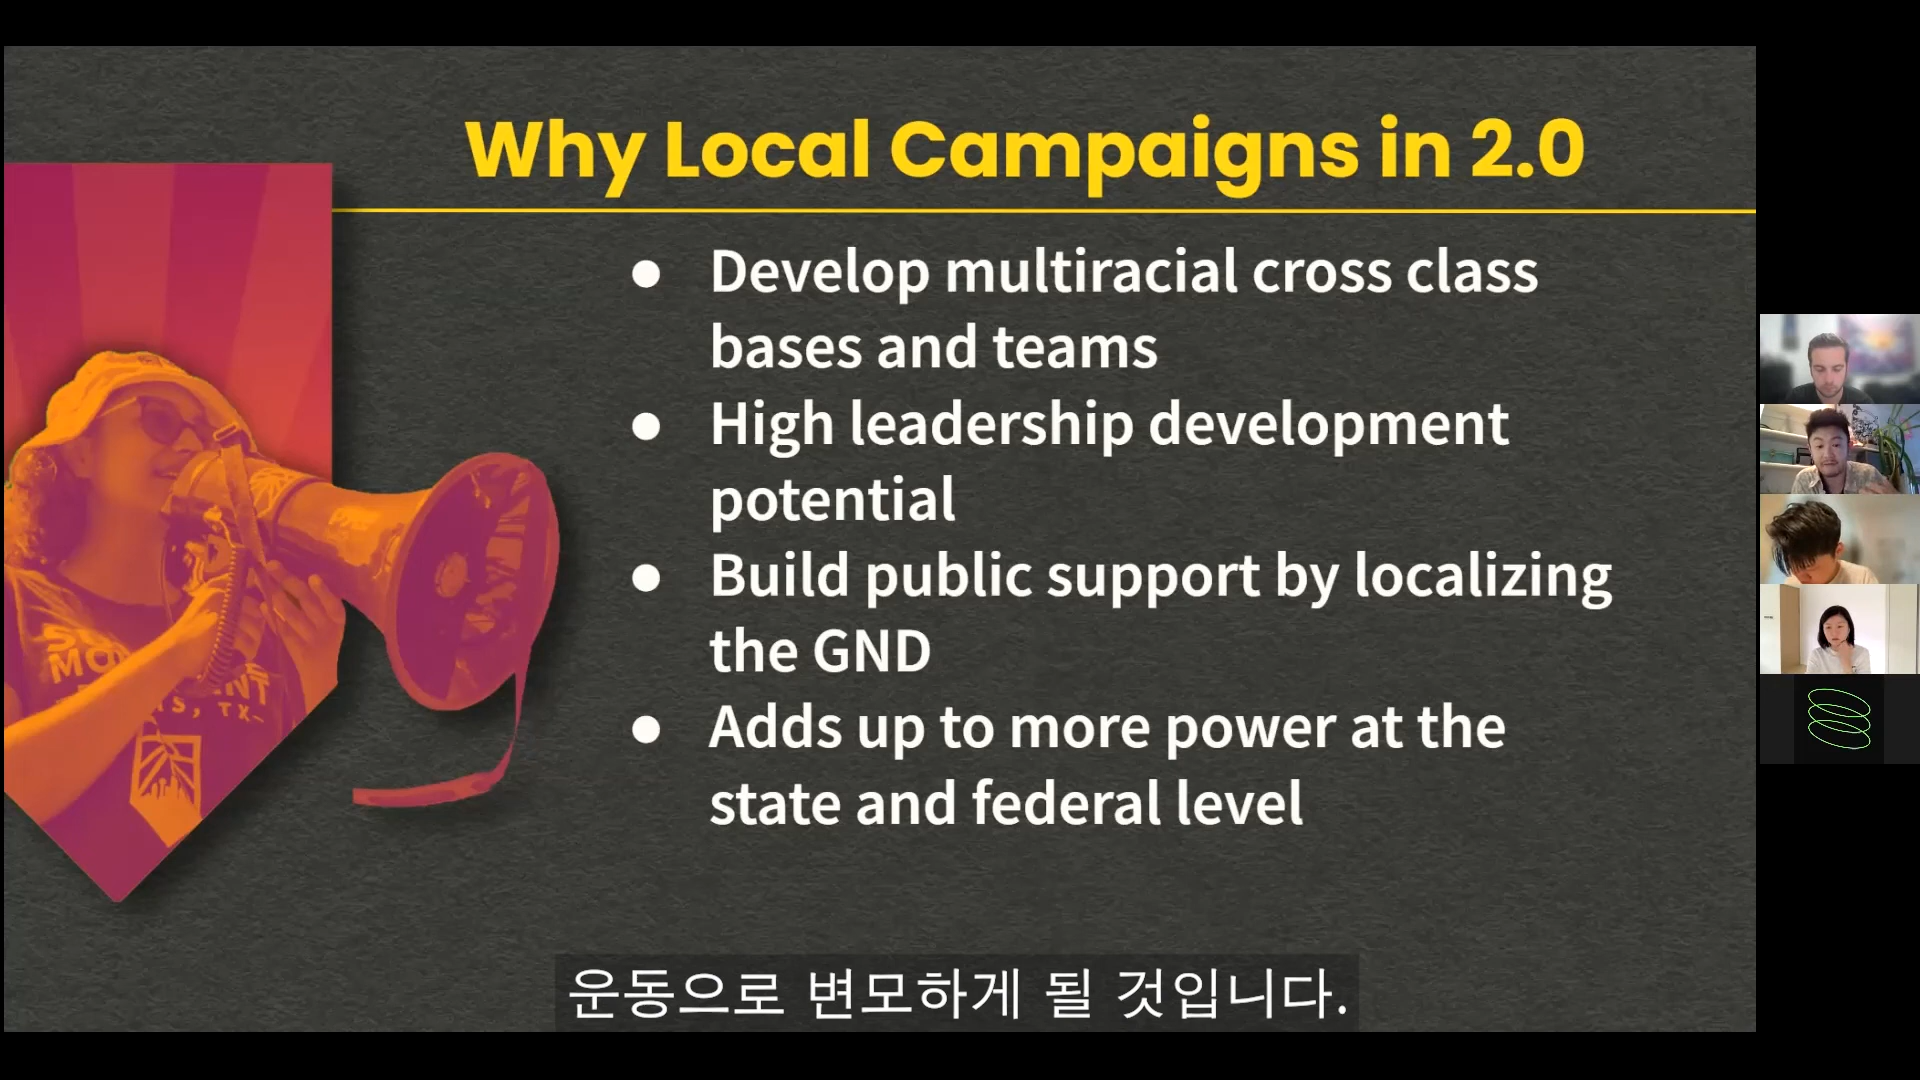 Why Local Campaigns in 2.0
● Develop multiracial cross class
bases and teams
● High leadership development
potential
● Build public support by localizing
the GND
● Adds up to more power at the
state and federal level
운동으로 변모하게 될 것입니다.